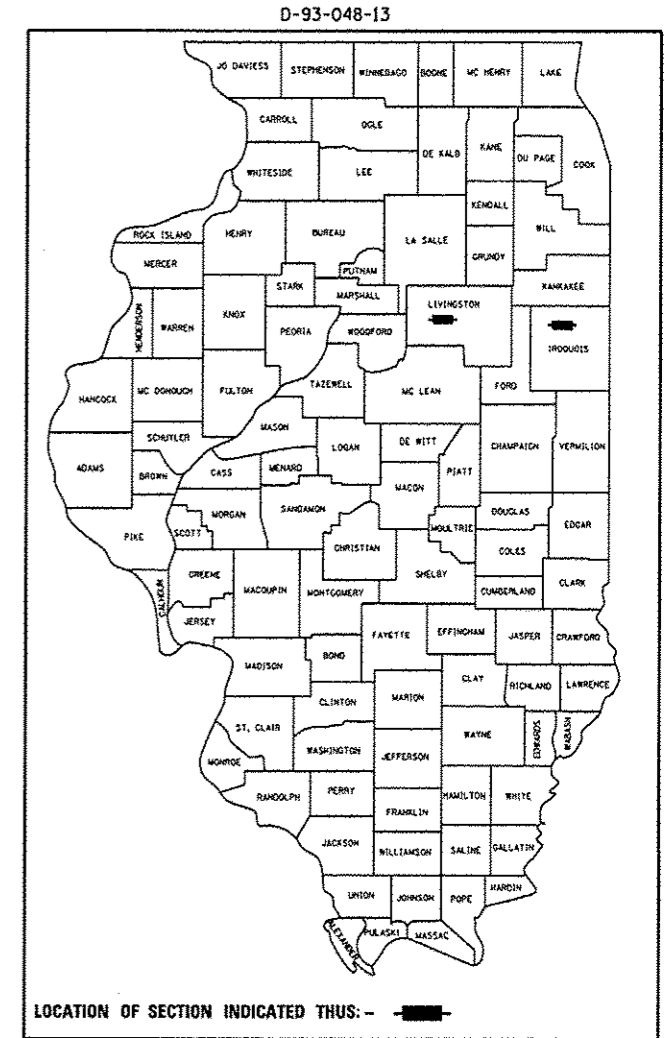 D-93-048-13
JO DAVIESS STEPHENSON WINNEBAGO BOONE MC HENRY LAKE
CARROLL OGLE DE KALB KANE DU PAGE COOK
WHITESIDE LEE
KENDALL WILL
ROCK ISLAND HENRY BUREAU LA SALLE GRUNDY
MERCER PUTNAM KANKAKEE
STARK MARSHALL LIVINGSTON
HENDERSON WARREN KNOX PEORIA WOODFORD IROQUOIS
HANCOCK MC DONOUGH FULTON TAZEWELL MC LEAN FORD
SCHUYLER MASON LOGAN DE WITT CHAMPAIGN VERMILION
ADAMS BROWN CASS MENARD MACON PIATT
PIKE SCOTT MORGAN SANGAMON MOULTRIE DOUGLAS EDGAR
CHRISTIAN COLES
CALHOUN GREENE MACOUPIN MONTGOMERY SHELBY CUMBERLAND CLARK
JERSEY FAYETTE EFFINGHAM JASPER CRAWFORD
MADISON BOND CLAY RICHLAND LAWRENCE
CLINTON MARION
ST. CLAIR WAYNE EDWARDS WABASH
MONROE WASHINGTON JEFFERSON
RANDOLPH PERRY HAMILTON WHITE
FRANKLIN
JACKSON WILLIAMSON SALINE GALLATIN
UNION JOHNSON POPE HARDIN
ALEXANDER PULASKI MASSAC
LOCATION OF SECTION INDICATED THUS: -